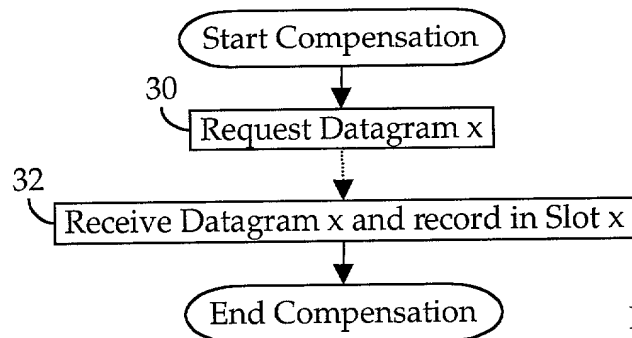 Start Compensation
30
Request Datagram x
32
Receive Datagram x and record in Slot x
End Compensation